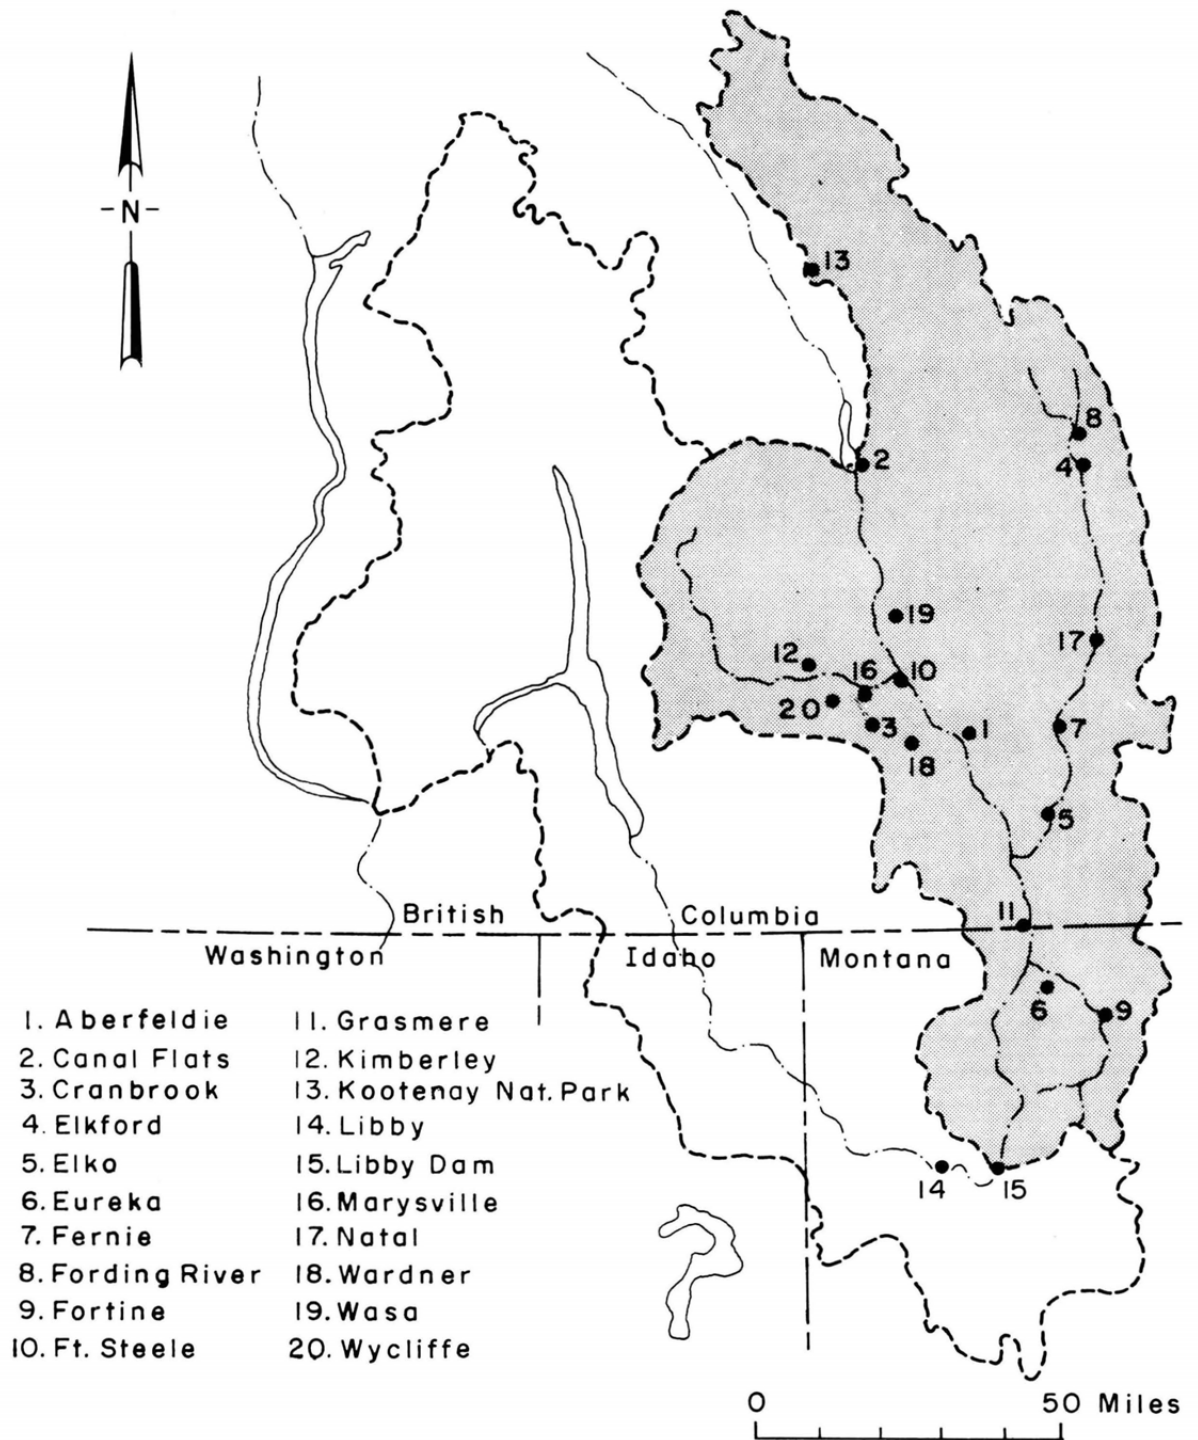 -N-
13
8
2
4
19
12
17
16
10
20
3
1
7
18
5
11
British Columbia
Washington Idaho Montana
6
9
14
15
1. Aberfeldie
2. Canal Flats
3. Cranbrook
4. Elkford
5. Elko
6. Eureka
7. Fernie
8. Fording River
9. Fortine
10. Ft. Steele
11. Grasmere
12. Kimberley
13. Kootenay Nat. Park
14. Libby
15. Libby Dam
16. Marysville
17. Natal
18. Wardner
19. Wasa
20. Wycliffe
0 50 Miles